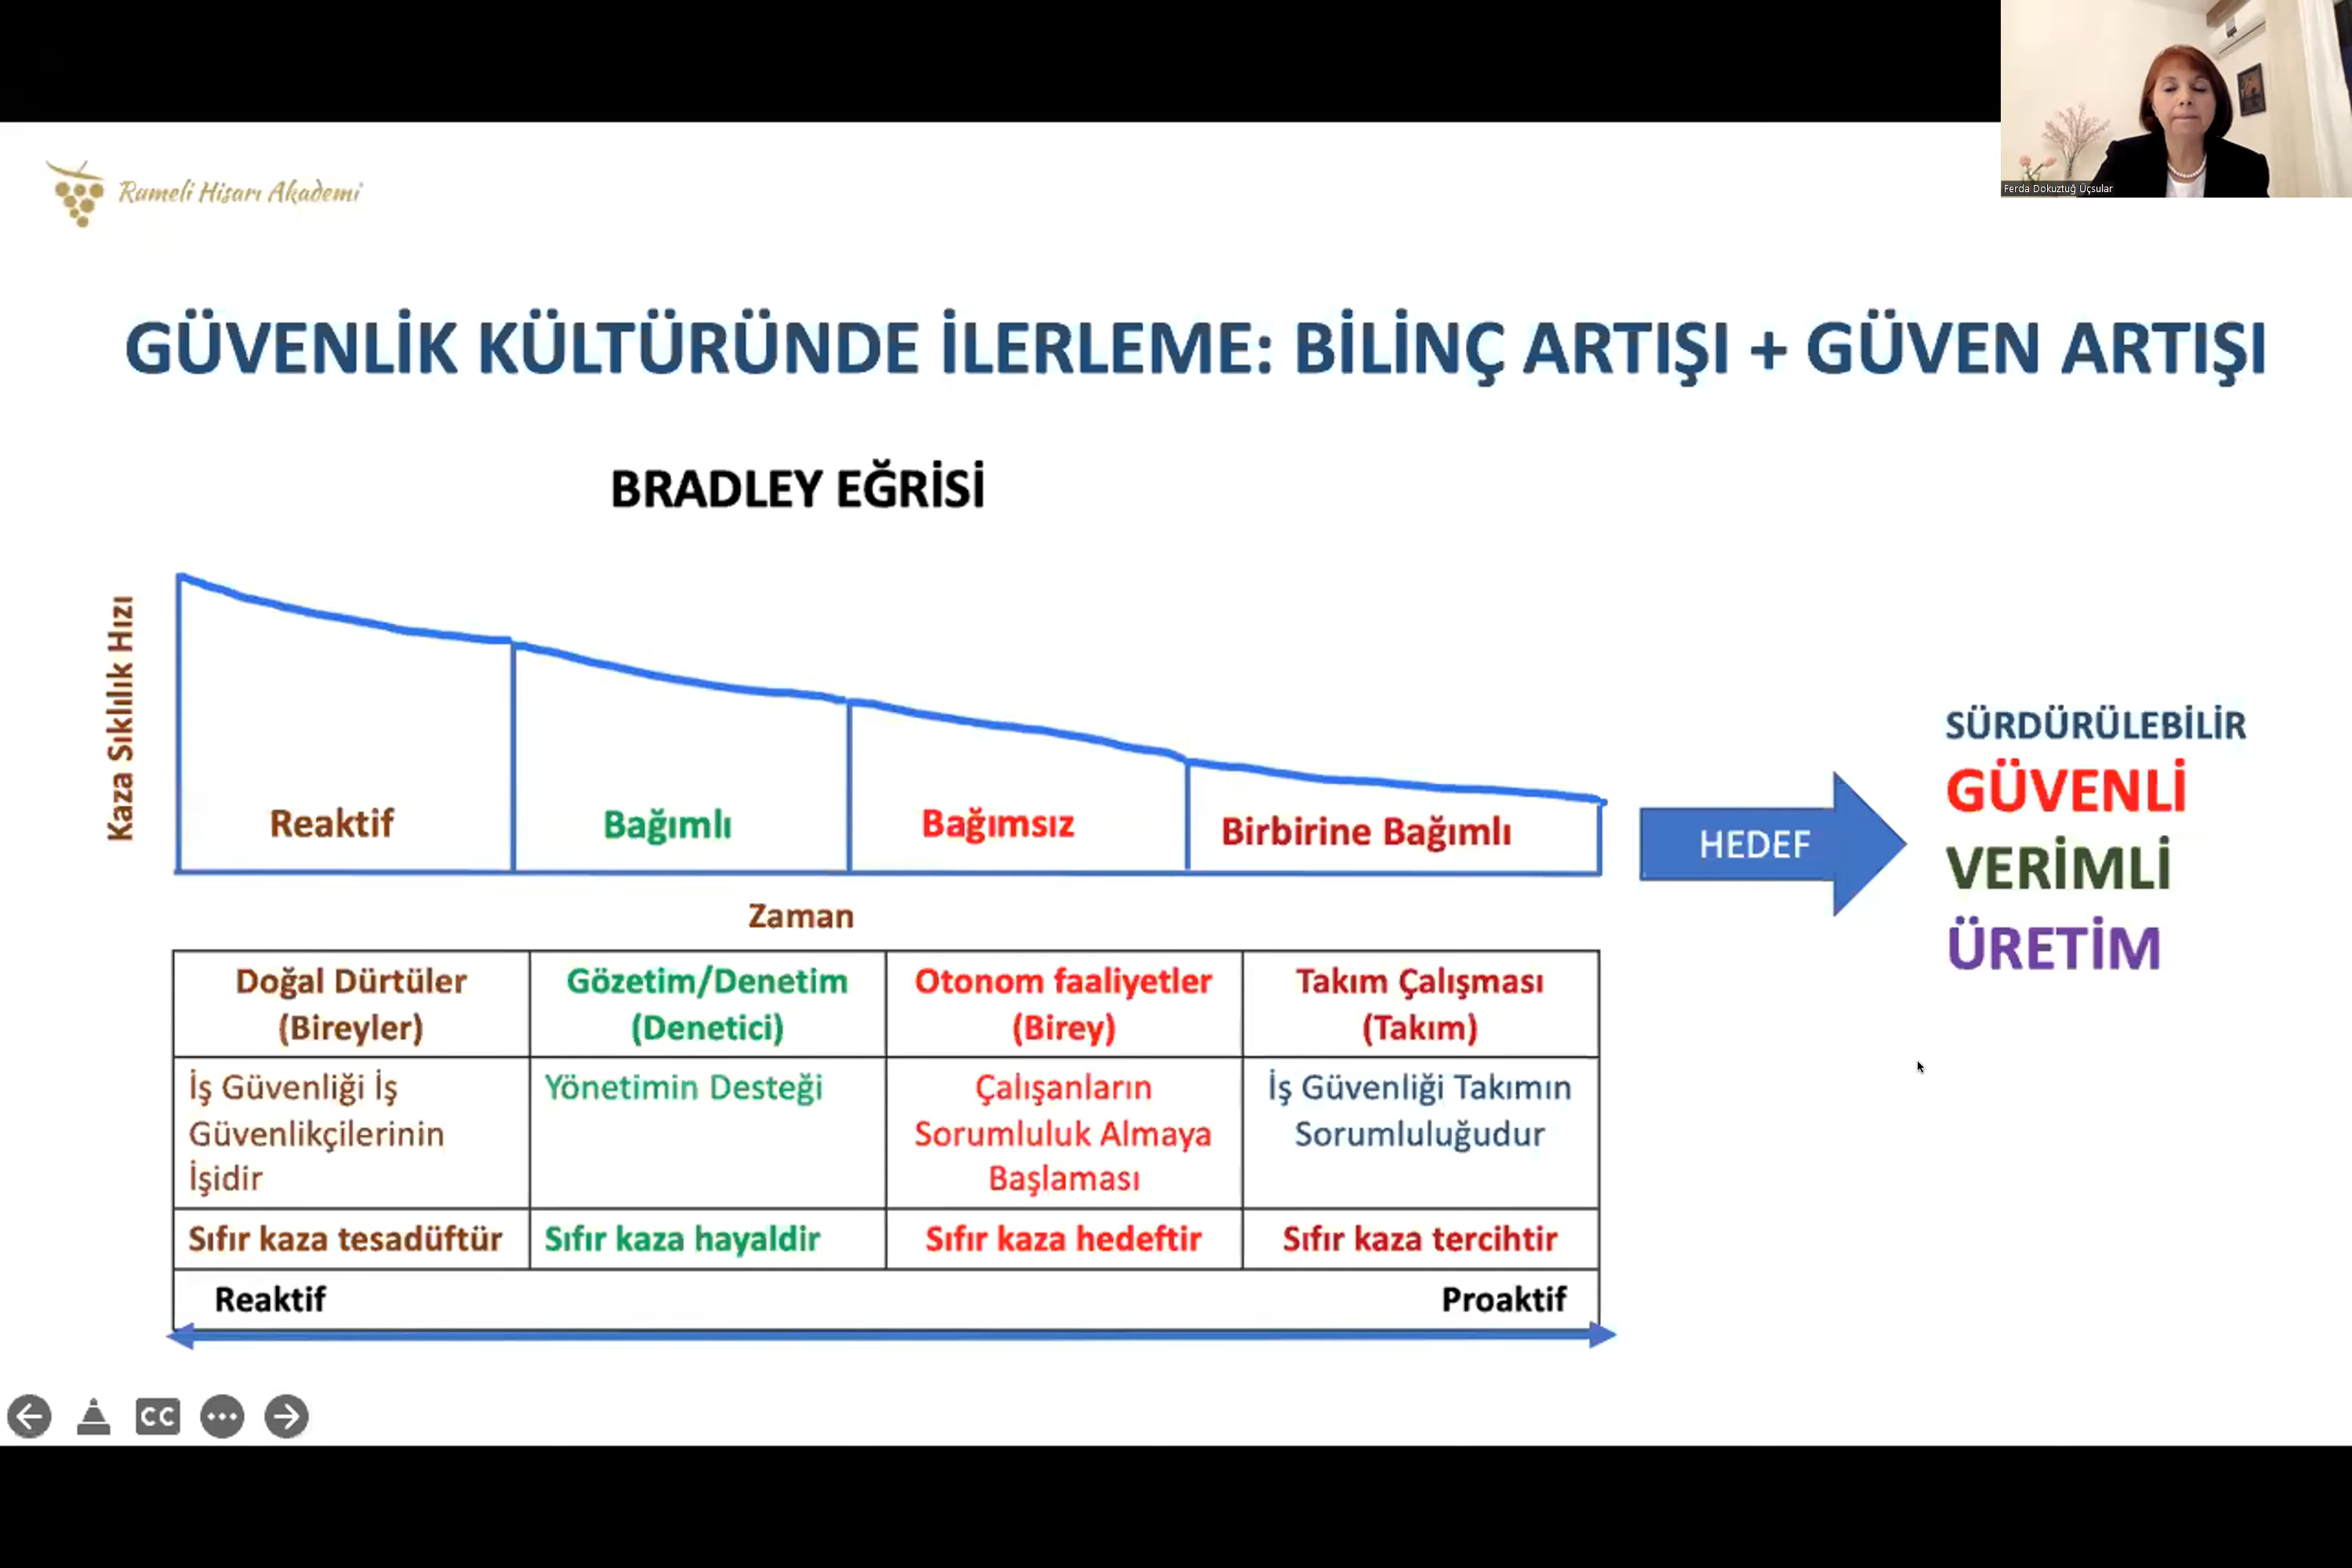 Rumeli Hisarı Akademi
Ferda Dokuztuğ Üçsular
GÜVENLİK KÜLTÜRÜNDE İLERLEME: BİLİNÇ ARTIŞI + GÜVEN ARTIŞI
BRADLEY EĞRİSİ
Kaza Sıklılık Hızı
Reaktif
Bağımlı
Bağımsız
Birbirine Bağımlı
Zaman
HEDEF
SÜRDÜRÜLEBİLİR
GÜVENLİ
VERİMLİ
ÜRETİM
Doğal Dürtüler
(Bireyler)
Gözetim/Denetim
(Denetici)
Otonom faaliyetler
(Birey)
Takım Çalışması
(Takım)
İş Güvenliği İş
Güvenlikçilerinin
İşidir
Yönetimin Desteği
Çalışanların
Sorumluluk Almaya
Başlaması
İş Güvenliği Takımın
Sorumluluğudur
Sıfır kaza tesadüftür
Sıfır kaza hayaldir
Sıfır kaza hedeftir
Sıfır kaza tercihtir
Reaktif
Proaktif
CC